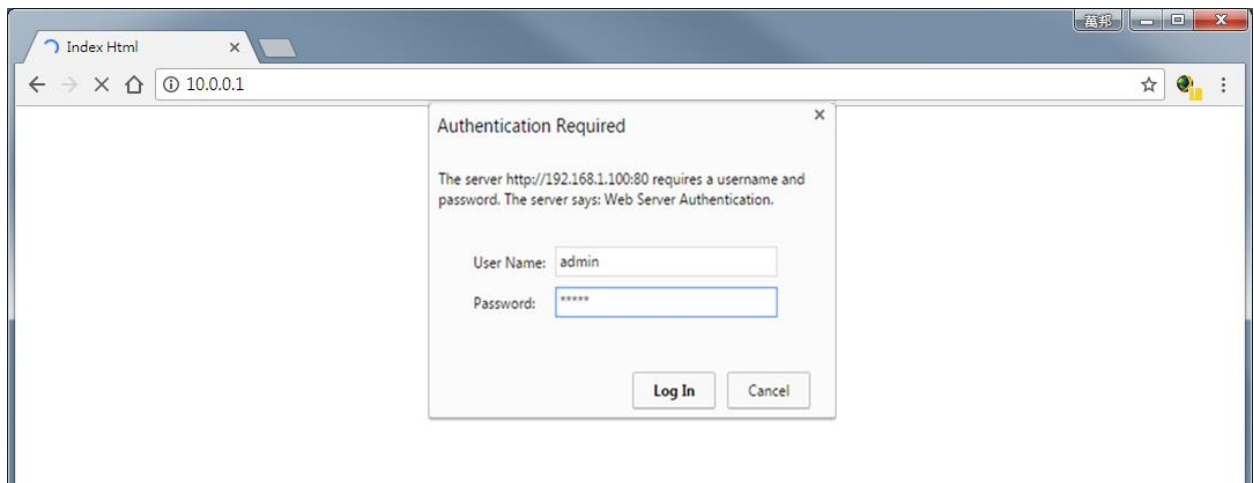 萬邦
Index Html
10.0.0.1
Authentication Required
The server http://192.168.1.100:80 requires a username and
password. The server says: Web Server Authentication.
User Name: admin
Password: *****
Log In Cancel